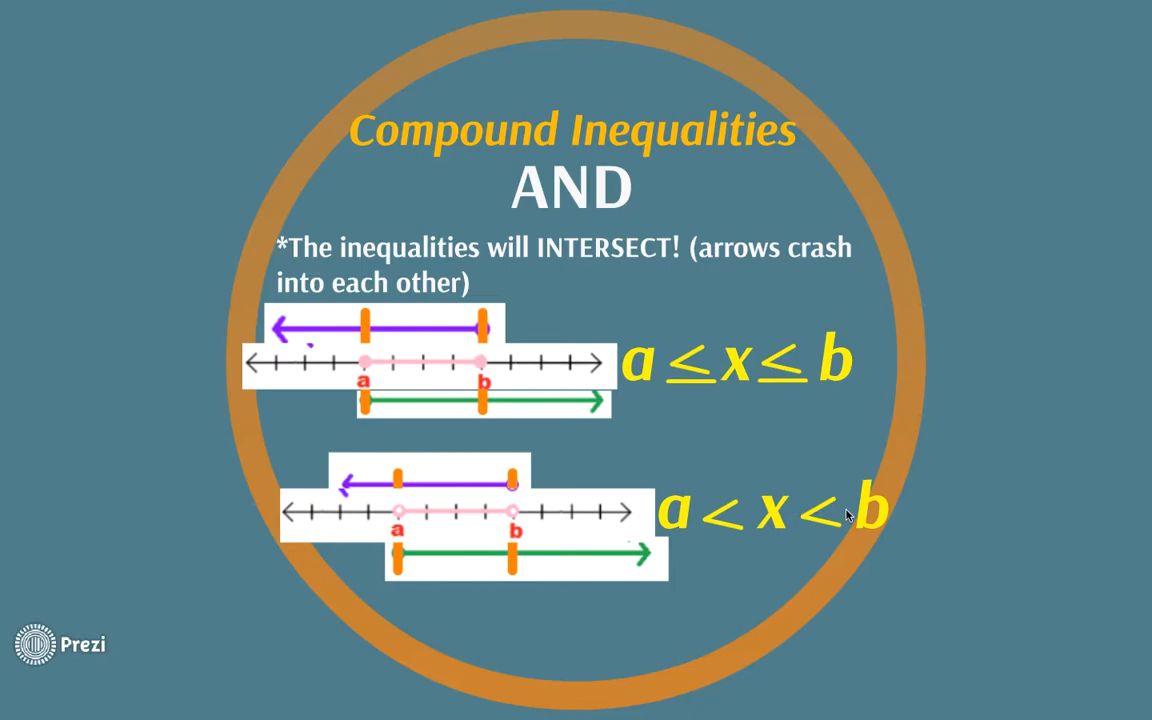 Compound Inequalities
AND
*The inequalities will INTERSECT! (arrows crash
into each other)
a ≤ x ≤ b
a b
a < x < b
a b
Prezi